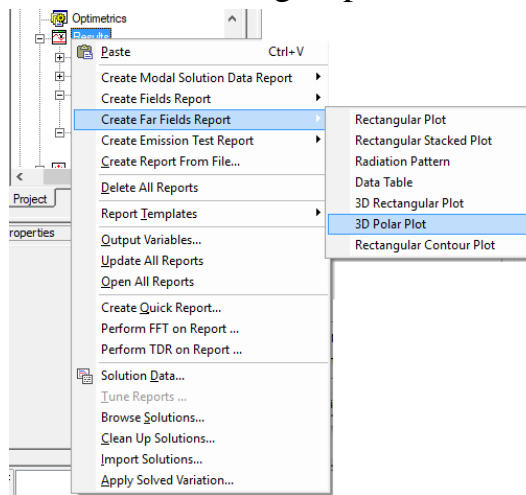 Optimetrics
Results
Paste Ctrl+V
Create Modal Solution Data Report
Create Fields Report
Create Far Fields Report
Create Emission Test Report
Create Report From File...
Delete All Reports
Report Templates
Output Variables...
Update All Reports
Open All Reports
Create Quick Report...
Perform FFT on Report ...
Perform TDR on Report ...
Solution Data...
Tune Reports ...
Browse Solutions...
Clean Up Solutions...
Import Solutions...
Apply Solved Variation...
Rectangular Plot
Rectangular Stacked Plot
Radiation Pattern
Data Table
3D Rectangular Plot
3D Polar Plot
Rectangular Contour Plot
Project
roperties